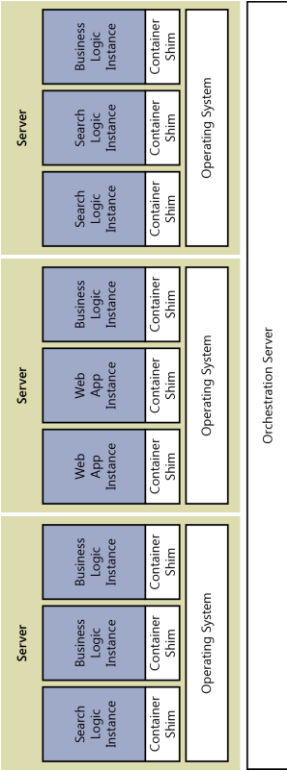 Server
Search
Logic
Instance
Business
Logic
Instance
Business
Logic
Instance
Container
Shim
Container
Shim
Container
Shim
Operating System
Server
Web
App
Instance
Web
App
Instance
Business
Logic
Instance
Container
Shim
Container
Shim
Container
Shim
Operating System
Server
Search
Logic
Instance
Search
Logic
Instance
Business
Logic
Instance
Container
Shim
Container
Shim
Container
Shim
Operating System
Orchestration Server